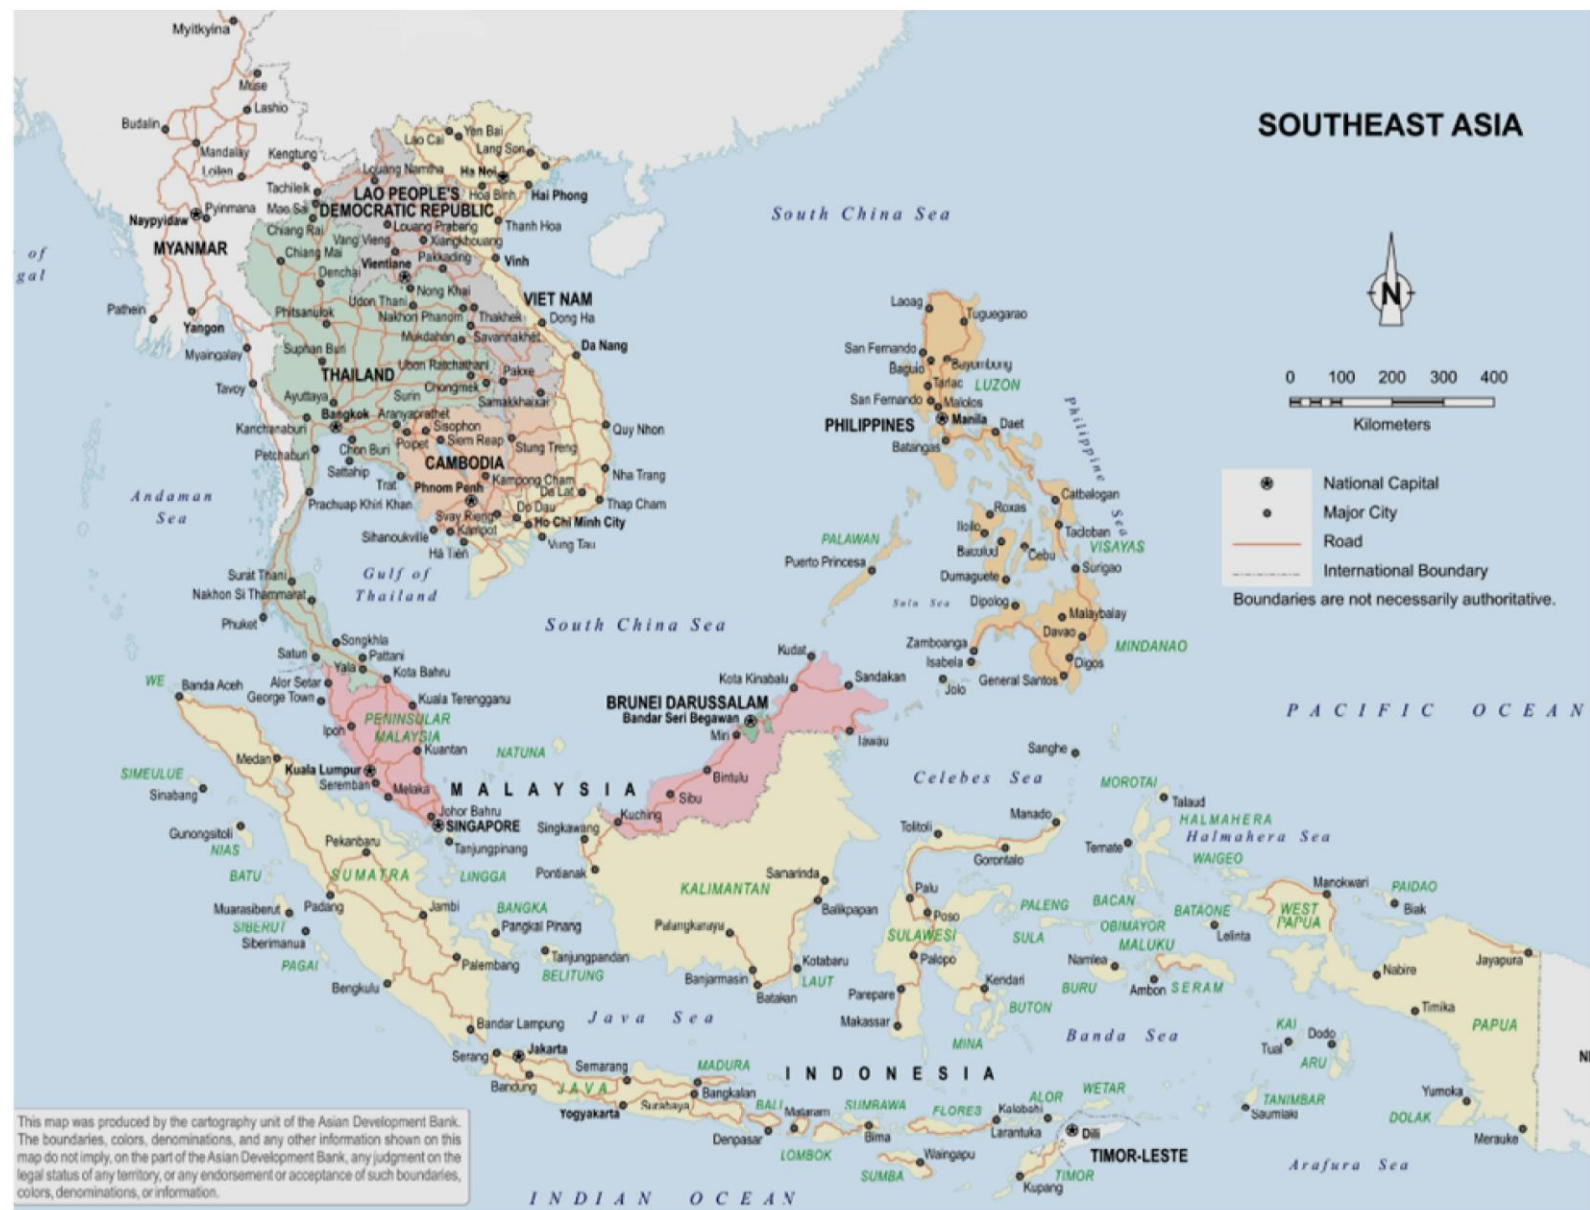 SOUTHEAST ASIA
Myitkyina
Muse
Lashio
Budalin
Mandalay
Kengtung
Loilen
Tachileik
Pyinmana
Naypyidaw
MYANMAR
Pathein
Yangon
Myaingalay
Tavoy
of
gal
Andaman
Sea
Lao Cai
Yen Bai
Lang Son
Ha Noi
Hoa Binh
Hai Phong
Thanh Hoa
Vinh
VIET NAM
Dong Ha
Da Nang
Quy Nhon
Nha Trang
Da Lat
Thap Cham
Ho Chi Minh City
Vung Tau
Ha Tien
Louang Namtha
LAO PEOPLE'S
DEMOCRATIC REPUBLIC
Louang Prabang
Vang Vieng
Xiangkhouang
Pakkading
Vientiane
Thakhek
Savannakhet
Pakxe
Samakkhaixar
Mae Sai
Chiang Rai
Chiang Mai
Denchai
Nong Khai
Udon Thani
Nakhon Phanom
Phitsanulok
Mukdahan
Suphan Buri
Ubon Ratchathani
THAILAND
Chongmek
Surin
Ayuttaya
Bangkok
Aranyaprathet
Kanchanaburi
Chon Buri
Petchaburi
Sattahip
Trat
Prachuap Khiri Khan
Surat Thani
Nakhon Si Thammarat
Phuket
Songkhla
Satun
Pattani
Yala
Sisophon
Poipet
Siem Reap
Stung Treng
CAMBODIA
Kampong Cham
Phnom Penh
Svay Rieng
Do Dau
Sihanoukville
Kampot
Gulf of
Thailand
South China Sea
South China Sea
Laoag
Tuguegarao
San Fernando
Baguio
Bayombong
Tarlac
LUZON
San Fernando
Malolos
PHILIPPINES
Manila
Daet
Batangas
Philippine Sea
Catbalogan
Roxas
Iloilo
Tacloban
Bacolod
Cebu
VISAYAS
PALAWAN
Puerto Princesa
Dumaguete
Surigao
Sulu Sea
Dipolog
Malaybalay
Davao
Zamboanga
Isabela
MINDANAO
Digos
General Santos
Jolo
N
0 100 200 300 400
Kilometers
National Capital
Major City
Road
International Boundary
Boundaries are not necessarily authoritative.
PACIFIC OCEAN
Kota Bahru
Alor Setar
George Town
Kuala Terengganu
PENINSULAR
MALAYSIA
Ipoh
Kuantan
Kuala Lumpur
Seremban
Melaka
MALAYSIA
Johor Bahru
SINGAPORE
Tanjungpinang
NATUNA
Kudat
Kota Kinabalu
Sandakan
BRUNEI DARUSSALAM
Bandar Seri Begawan
Miri
Tawau
Bintulu
Sibu
Kuching
WE
Banda Aceh
Medan
SIMEULUE
Sinabang
Gunongsitoli
NIAS
Pekanbaru
BATU
SUMATRA
LINGGA
Muarasiberut
Padang
Jambi
SIBERUT
Siberimanua
PAGAI
BANGKA
Pangkal Pinang
Tanjungpandan
BELITUNG
Palembang
Bengkulu
Bandar Lampung
Singkawang
Pontianak
KALIMANTAN
Samarinda
Balikpapan
Palangkaraya
Kotabaru
Banjarmasin
LAUT
Batakan
Java Sea
Celebes Sea
Sanghe
MOROTAI
Talaud
HALMAHERA
Halmahera Sea
Manado
Tolitoli
Gorontalo
Ternate
WAIGEO
Palu
Poso
SULAWESI
Palopo
PALENG
BACAN
BATAONE
SULA
OBIMAYOR
MALUKU
Lelinta
Kendari
Parepare
Makassar
BUTON
MINA
Namlea
BURU
Ambon
SERAM
Banda Sea
Manokwari
PAIDAO
Biak
WEST
PAPUA
Nabire
Jayapura
Timika
PAPUA
KAI
Tual
Dodo
ARU
TANIMBAR
Saumlaki
Yumoka
DOLAK
Merauke
Arafura Sea
Serang
Jakarta
Bandung
JAVA
Semarang
MADURA
Bangkalan
Yogyakarta
Surabaya
INDONESIA
BALI
Mataram
Denpasar
LOMBOK
SUMBAWA
Bima
FLORES
Larantuka
Kalabahi
ALOR
WETAR
Waingapu
SUMBA
Dili
TIMOR-LESTE
TIMOR
Kupang
INDIAN OCEAN
This map was produced by the cartography unit of the Asian Development Bank.
The boundaries, colors, denominations, and any other information shown on this
map do not imply, on the part of the Asian Development Bank, any judgment on the
legal status of any territory, or any endorsement or acceptance of such boundaries,
colors, denominations, or information.